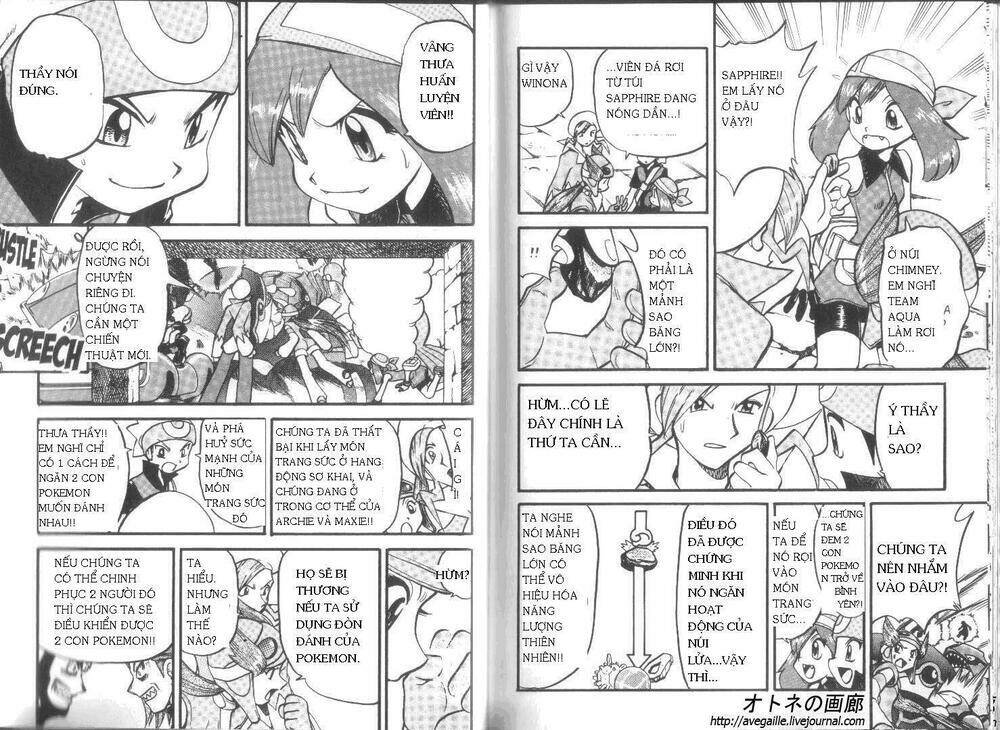 THẦY NÓI
ĐÚNG.
VÂNG
THƯA
HUẤN
LUYỆN
VIÊN!!
USTLE
SCREECH
ĐƯỢC RỒI,
NGỪNG NÓI
CHUYỆN
RIÊNG ĐI.
CHÚNG TA
CẦN MỘT
CHIẾN
THUẬT MỚI.
THƯA THẦY!!
EM NGHĨ CHỈ
CÓ 1 CÁCH ĐỂ
NGĂN 2 CON
POKEMON
MUỐN ĐÁNH
NHAU!!
VÀ PHÁ
HUỶ SỨC
MẠNH CỦA
NHỮNG
MÓN
TRANG SỨC
ĐÓ
CHÚNG TA ĐÃ THẤT
BẠI KHI LẤY MÓN
TRANG SỨC Ở HANG
ĐỘNG SƠ KHAI, VÀ
CHÚNG ĐANG Ở
TRONG CƠ THỂ CỦA
ARCHIE VÀ MAXIE!!
CÁI GÌ!
NẾU CHÚNG TA
CÓ THỂ CHINH
PHỤC 2 NGƯỜI ĐÓ
THÌ CHÚNG TA SẼ
ĐIỀU KHIỂN ĐƯỢC
2 CON POKEMON!!
TA
HIỂU.
NHƯNG
LÀM
THẾ
NÀO?
HỌ SẼ BỊ
THƯƠNG
NẾU TA SỬ
DỤNG ĐÒN
ĐÁNH CỦA
POKEMON.
HỪM?
GÌ VẬY
WINONA
...VIÊN ĐÁ RƠI
TỪ TÚI
SAPPHIRE ĐANG
NÓNG DẦN...!
SAPPHIRE!!
EM LẤY NÓ
Ở ĐÂU
VẬY?!
!!
ĐÓ CÓ
PHẢI LÀ
MỘT
MẢNH
SAO
BĂNG
LỚN?!
Ở NÚI
CHIMNEY.
EM NGHĨ
TEAM
AQUA
LÀM RƠI
NÓ...
HỪM...CÓ LẼ
ĐÂY CHÍNH LÀ
THỨ TA CẦN...
Ý THẦY
LÀ
SAO?
TA NGHE
NÓI MẢNH
SAO BĂNG
LỚN CÓ
THỂ VÔ
HIỆU HÓA
NĂNG
LƯỢNG
THIÊN
NHIÊN!!
ĐIỀU ĐÓ
ĐÃ ĐƯỢC
CHỨNG
MINH KHI
NÓ NGĂN
HOẠT
ĐỘNG CỦA
NÚI
LỬA...VẬY
THÌ...
NẾU
TA ĐỂ
NÓ RỌI
VÀO
MÓN
TRANG
SỨC...
...CHÚNG
TA SẼ
ĐEM 2
CON
POKEMO
N TRỞ VỀ
BÌNH
YÊN?!
CHÚNG TA
NÊN NHẮM
VÀO ĐÂU?!
オトネの画廊
http://avegaille.livejournal.com